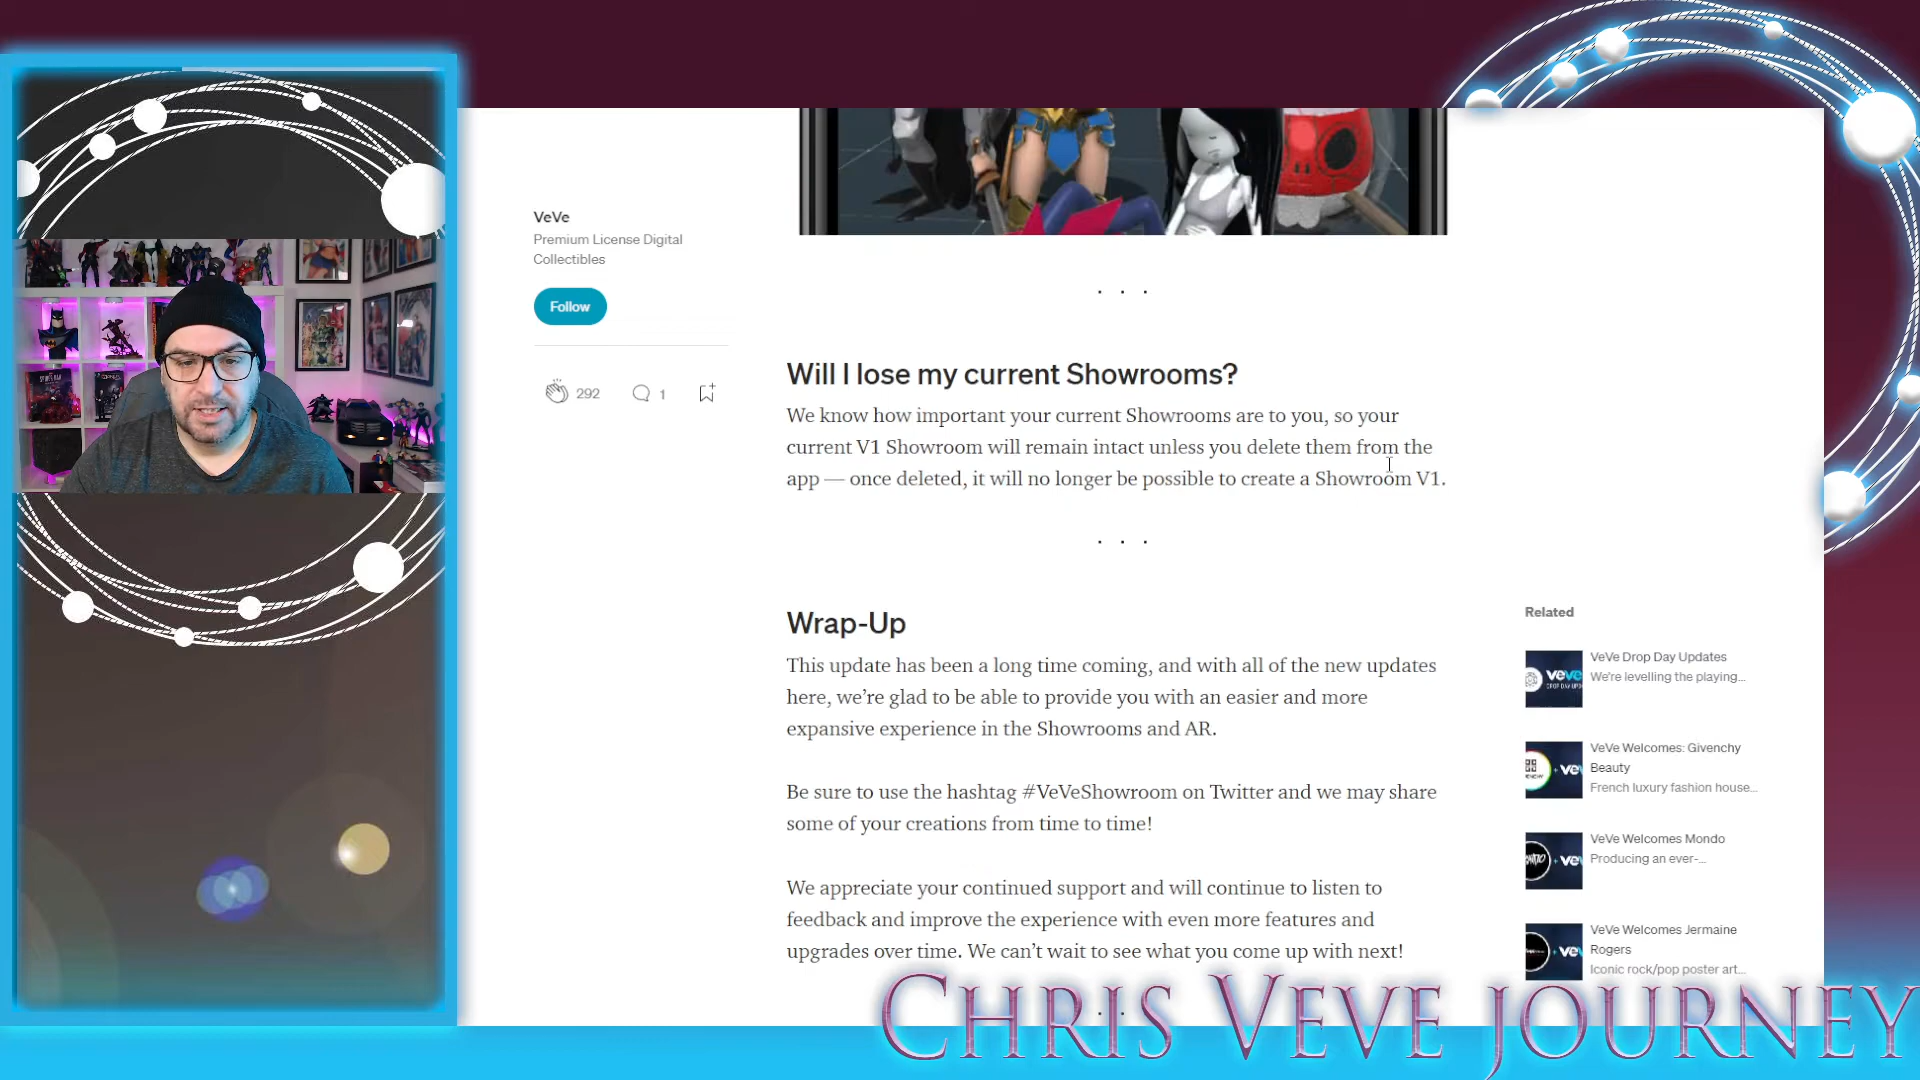 VeVe
Premium License Digital
Collectibles
Follow
292
1
Will I lose my current Showrooms?
We know how important your current Showrooms are to you, so your
current V1 Showroom will remain intact unless you delete them from the
app — once deleted, it will no longer be possible to create a Showroom V1.
Wrap-Up
This update has been a long time coming, and with all of the new updates
here, we’re glad to be able to provide you with an easier and more
expansive experience in the Showrooms and AR.
Be sure to use the hashtag #VeVeShowroom on Twitter and we may share
some of your creations from time to time!
We appreciate your continued support and will continue to listen to
feedback and improve the experience with even more features and
upgrades over time. We can’t wait to see what you come up with next!
Related
VeVe Drop Day Updates
We're levelling the playing...
VeVe Welcomes: Givenchy
Beauty
French luxury fashion house...
VeVe Welcomes Mondo
Producing an ever-...
VeVe Welcomes Jermaine
Rogers
Iconic rock/pop poster art...
Chris Veve Journey